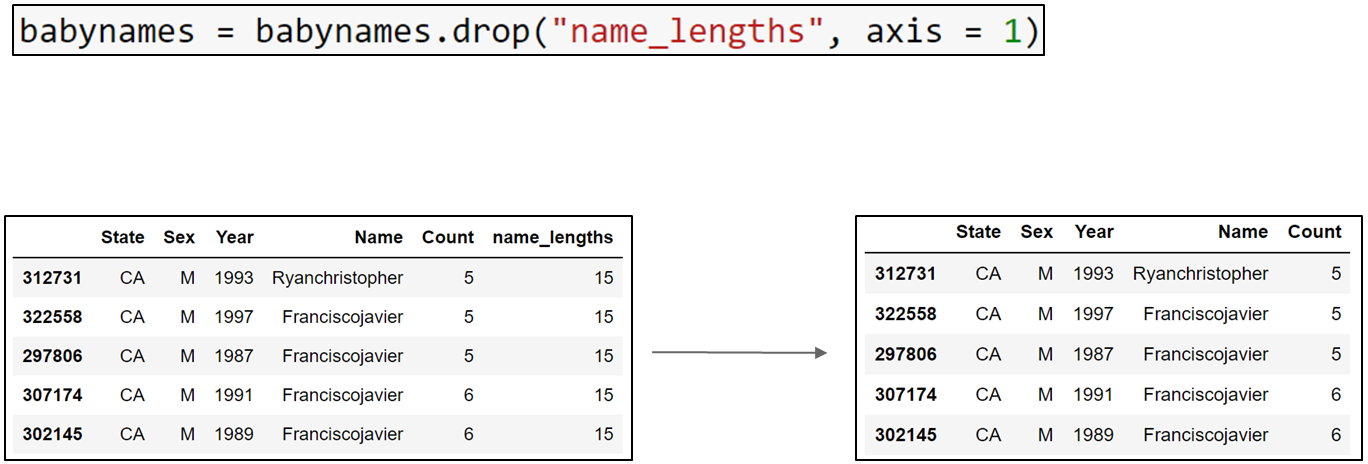 babynames = babynames.drop("name_lengths", axis = 1)
State Sex Year Name Count name_lengths
312731 CA M 1993 Ryanchristopher 5 15
322558 CA M 1997 Franciscojavier 5 15
297806 CA M 1987 Franciscojavier 5 15
307174 CA M 1991 Franciscojavier 6 15
302145 CA M 1989 Franciscojavier 6 15
State Sex Year Name Count
312731 CA M 1993 Ryanchristopher 5
322558 CA M 1997 Franciscojavier 5
297806 CA M 1987 Franciscojavier 5
307174 CA M 1991 Franciscojavier 6
302145 CA M 1989 Franciscojavier 6